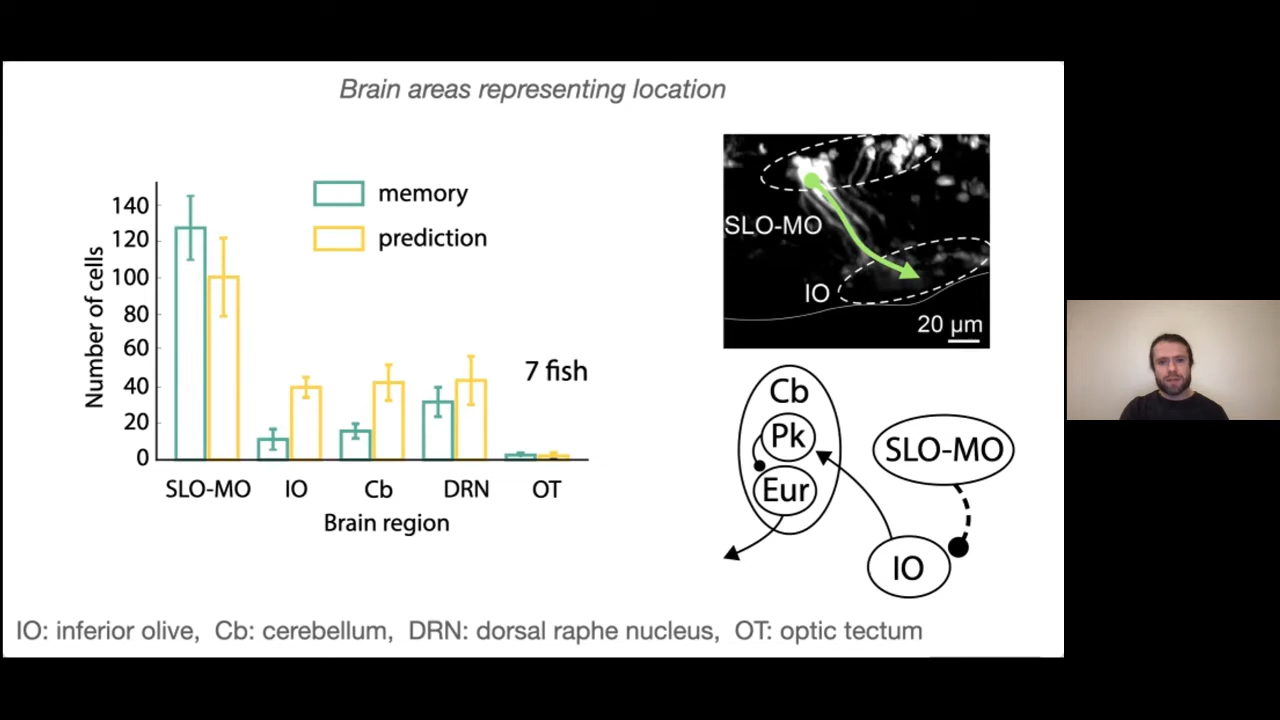 Brain areas representing location
memory
prediction
Number of cells
140
120
100
80
60
40
20
0
7 fish
SLO-MO IO Cb DRN OT
Brain region
SLO-MO
IO
20 µm
Cb
Pk
Eur
SLO-MO
IO
IO: inferior olive, Cb: cerebellum, DRN: dorsal raphe nucleus, OT: optic tectum